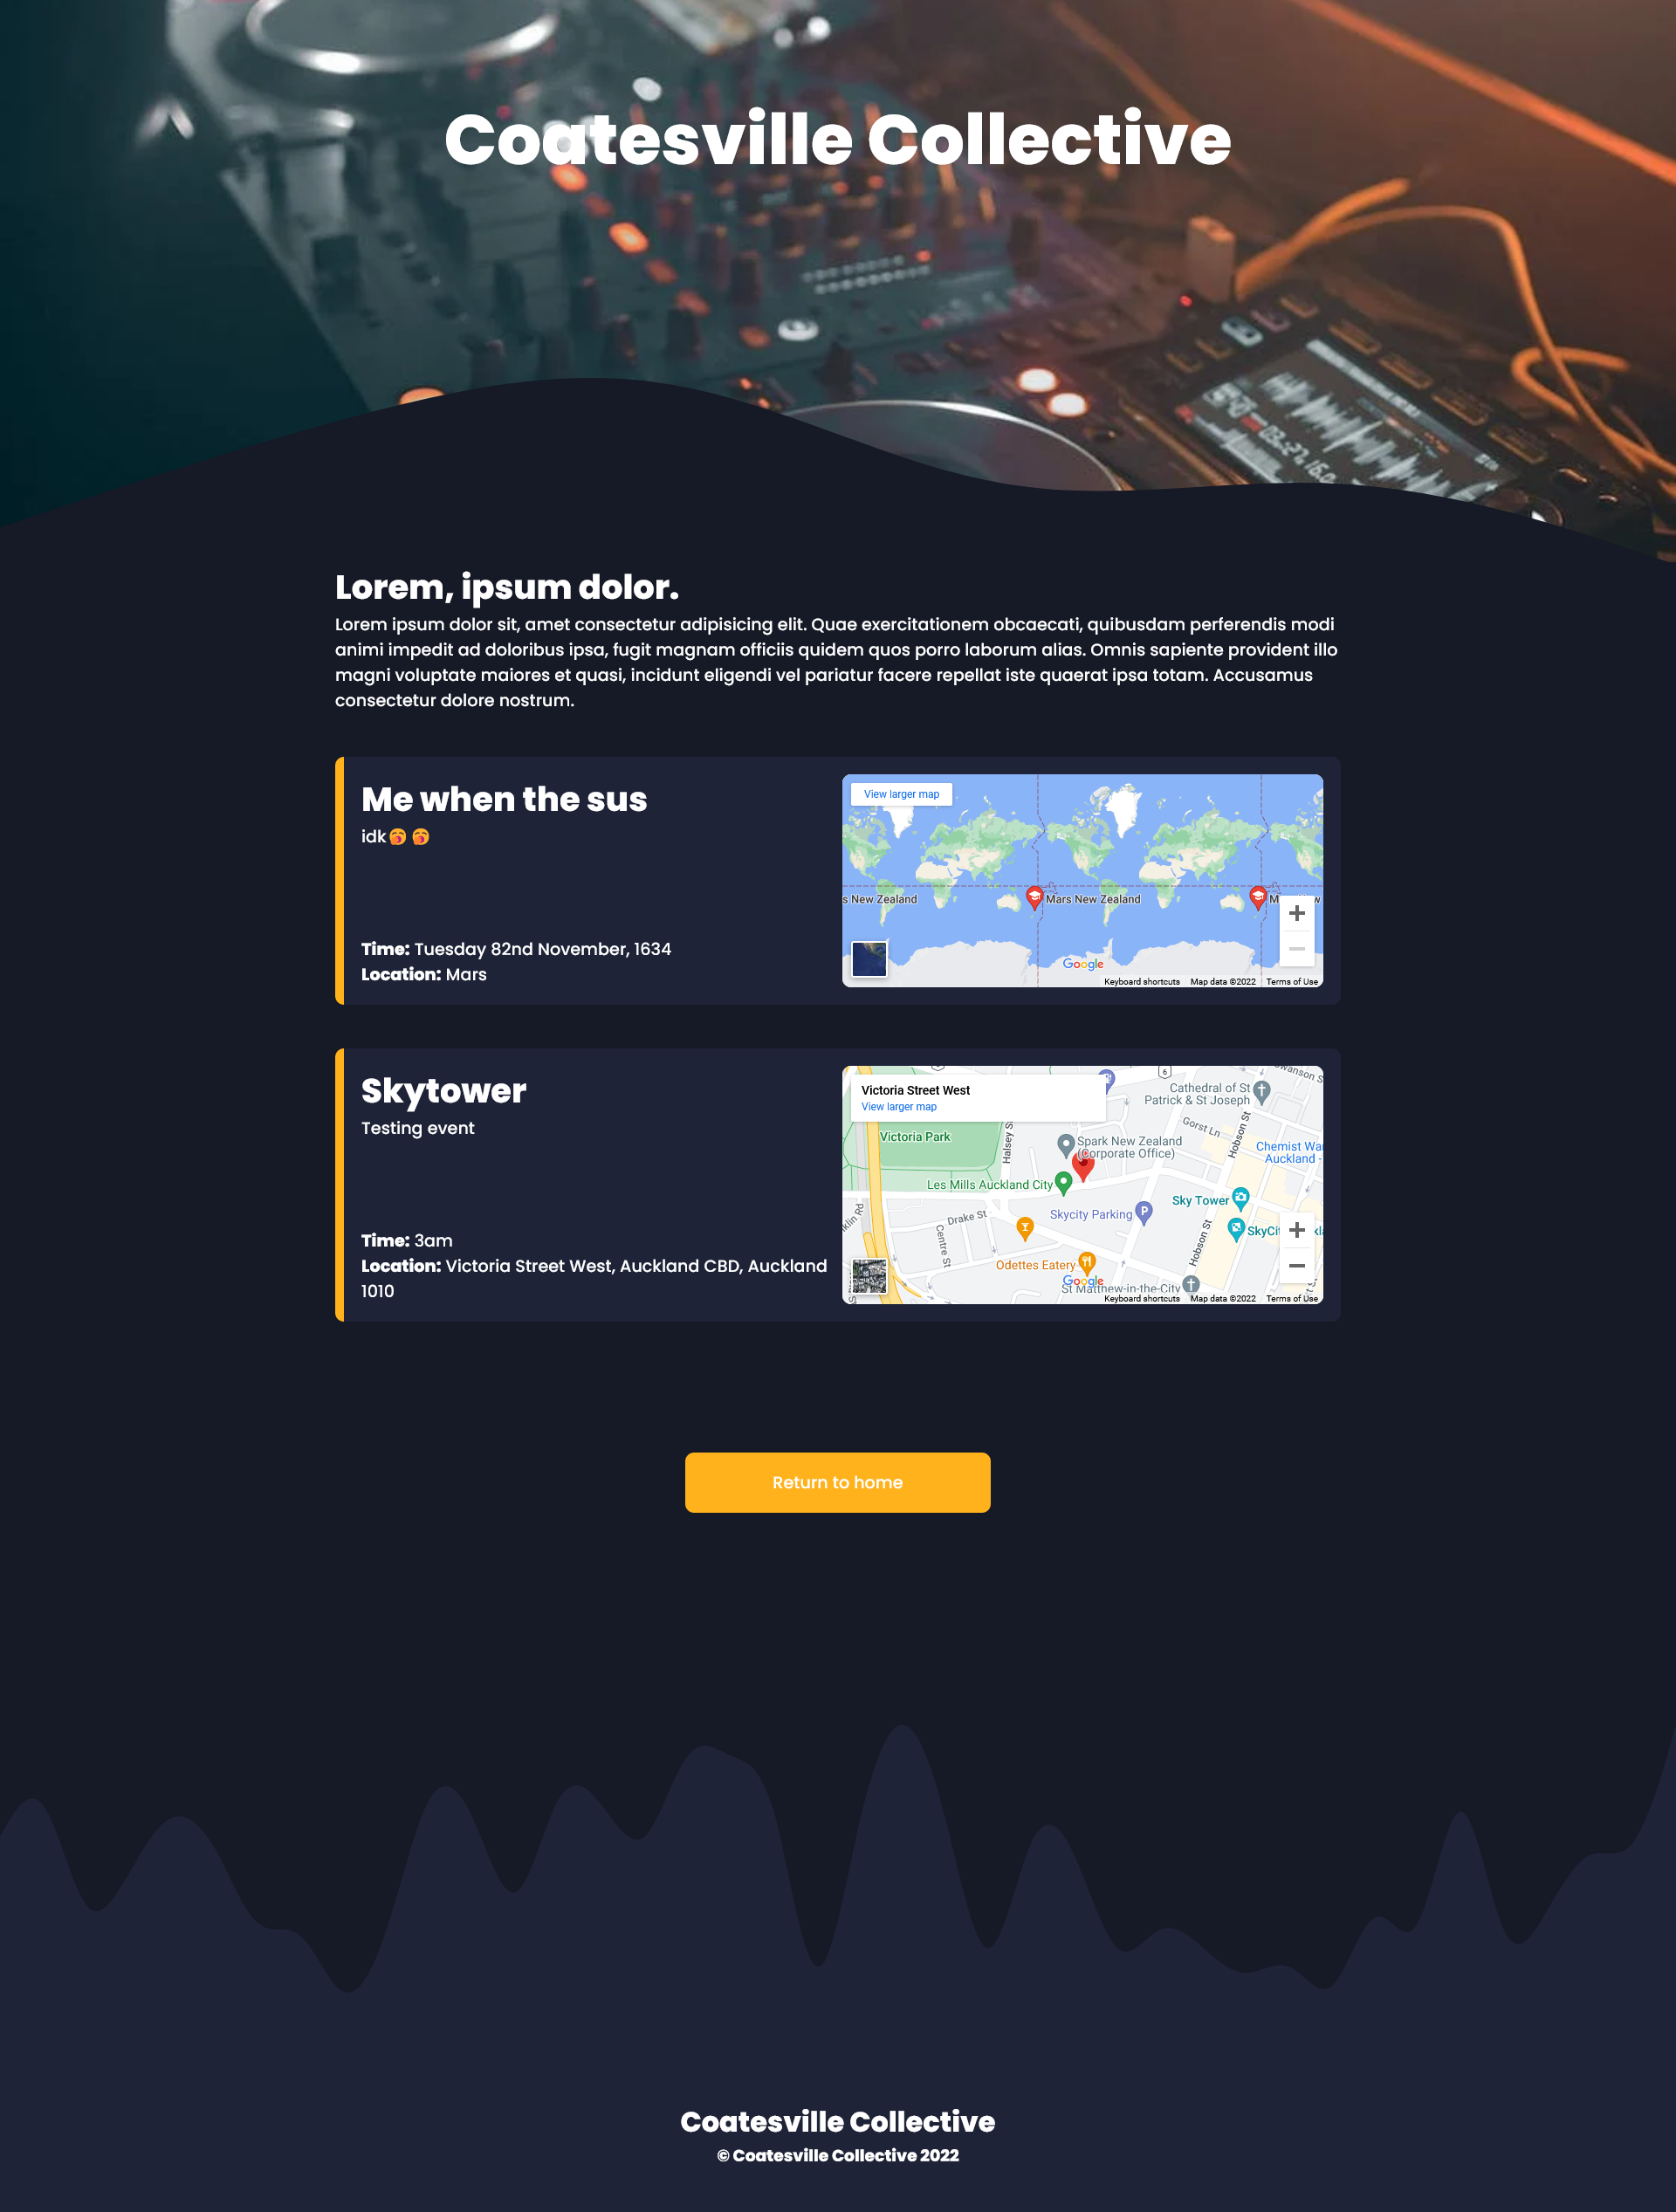 Coatesville Collective
Lorem, ipsum dolor.
Lorem ipsum dolor sit, amet consectetur adipisicing elit. Quae exercitationem obcaecati, quibusdam perferendis modi
animi impedit ad doloribus ipsa, fugit magnam officiis quidem quos porro laborum alias. Omnis sapiente provident illo
magni voluptate maiores et quasi, incidunt eligendi vel pariatur facere repellat iste quaerat ipsa totam. Accusamus
consectetur dolore nostrum.
Me when the sus
idk🥱🥱
Time: Tuesday 82nd November, 1634
Location: Mars
View larger map
s New Zealand
Mars New Zealand
Google
Keyboard shortcuts
Map data ©2022
Terms of Use
Skytower
Testing event
Time: 3am
Location: Victoria Street West, Auckland CBD, Auckland
1010
Victoria Street West
View larger map
6
Swanson S
Cathedral of St
Patrick & St Joseph
Victoria Park
Halsey S
Gorst Ln
Hobson St
Spark New Zealand
(Corporate Office)
Chemist Wa
Auckland -
Les Mills Auckland City
Sky Tower
Skycity Parking
Drake St
Centre St
Hobson St
SkyCit
klin Rd
Odettes Eatery
St Matthew-in-the-City
Google
Keyboard shortcuts
Map data ©2022
Terms of Use
Return to home
Coatesville Collective
© Coatesville Collective 2022